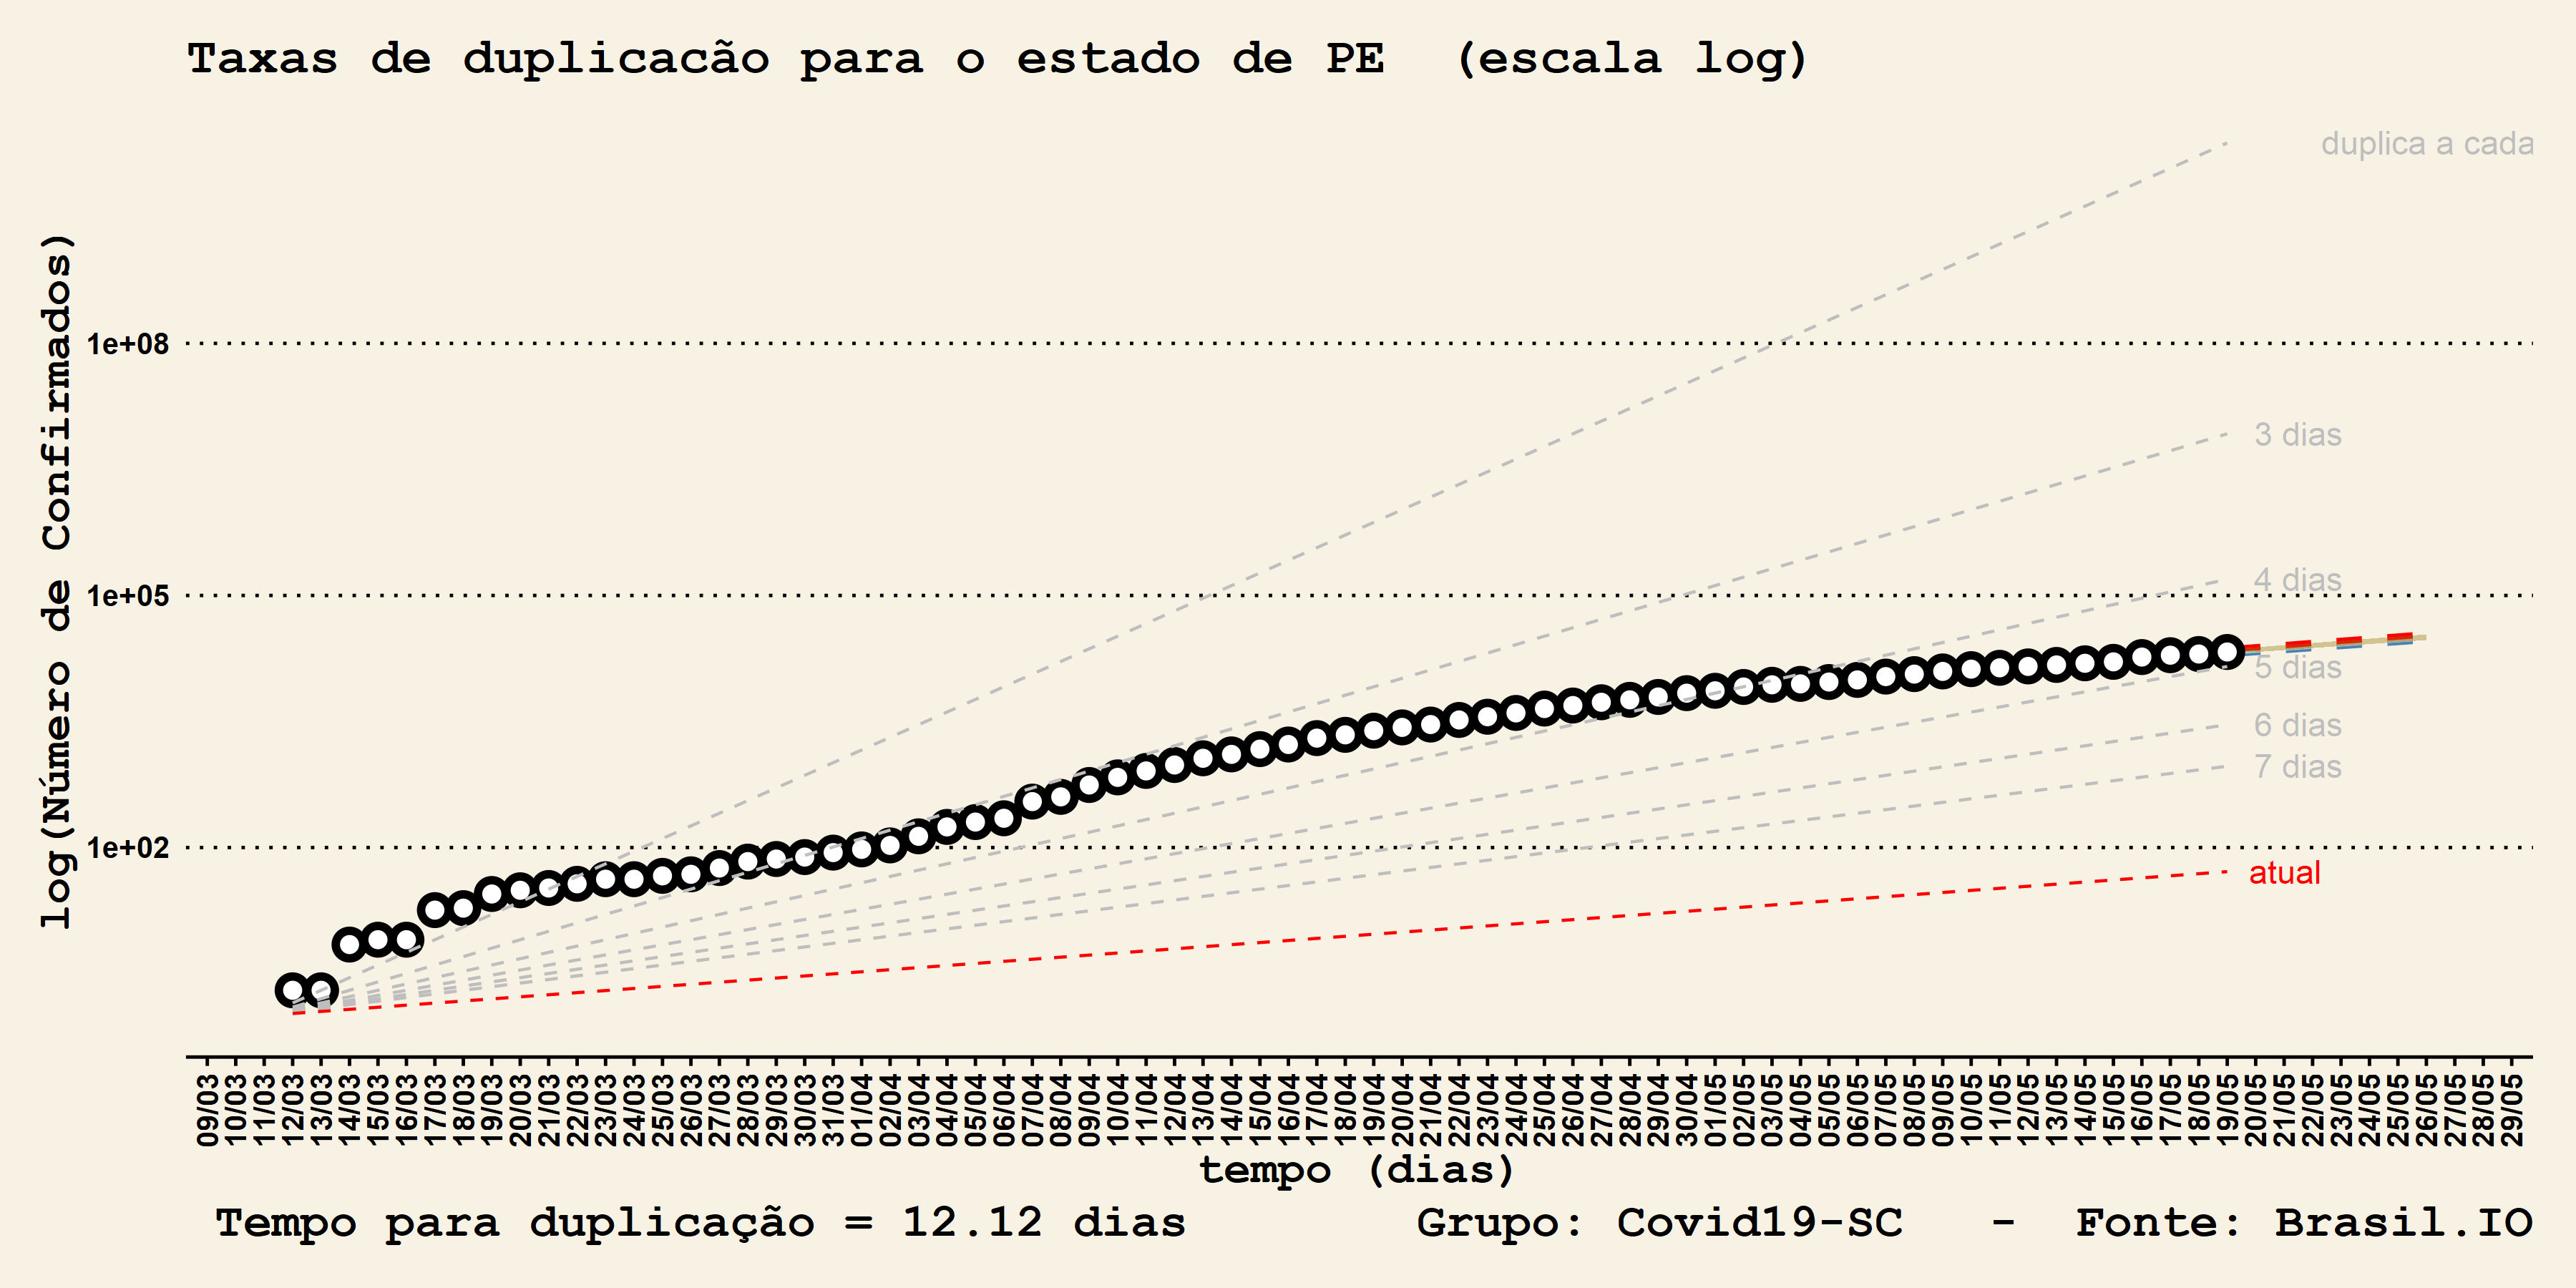 Taxas de duplicacão para o estado de PE (escala log)
log(Número de Confirmados)
duplica a cada
1e+08
3 dias
4 dias
1e+05
5 dias
6 dias
7 dias
1e+02
atual
09/03 10/03 11/03 12/03 13/03 14/03 15/03 16/03 17/03 18/03 19/03 20/03 21/03 22/03 23/03 24/03 25/03 26/03 27/03 28/03 29/03 30/03 31/03 01/04 02/04 03/04 04/04 05/04 06/04 07/04 08/04 09/04 10/04 11/04 12/04 13/04 14/04 15/04 16/04 17/04 18/04 19/04 20/04 21/04 22/04 23/04 24/04 25/04 26/04 27/04 28/04 29/04 30/04 01/05 02/05 03/05 04/05 05/05 06/05 07/05 08/05 09/05 10/05 11/05 12/05 13/05 14/05 15/05 16/05 17/05 18/05 19/05 20/05 21/05 22/05 23/05 24/05 25/05 26/05 27/05 28/05 29/05
tempo (dias)
Tempo para duplicação = 12.12 dias Grupo: Covid19-SC - Fonte: Brasil.IO